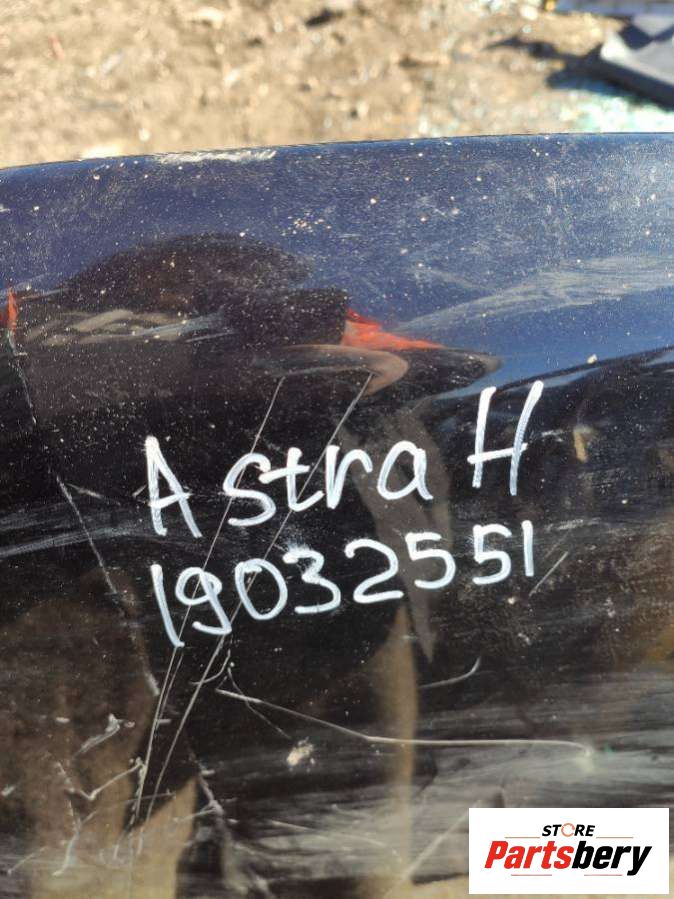 Astra H
19032551
STORE
Partsbery